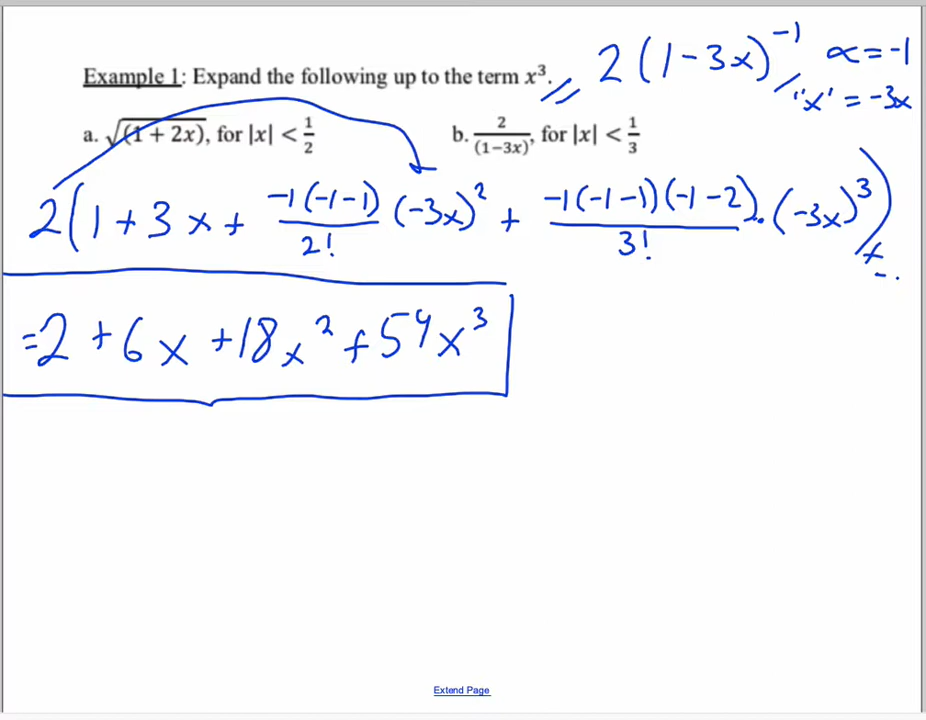 Example 1: Expand the following up to the term x³. = 2(1-3x)⁻¹ ∝ = -1
"x" = -3x
a. √(1 + 2x), for |x| < 1/2 b. 2/(1-3x), for |x| < 1/3
2(1 + 3x + -1(-1-1)/2! (-3x)² + -1(-1-1)(-1-2)/3! · (-3x)³) + - ..
= 2 + 6x + 18x² + 54x³
Extend Page